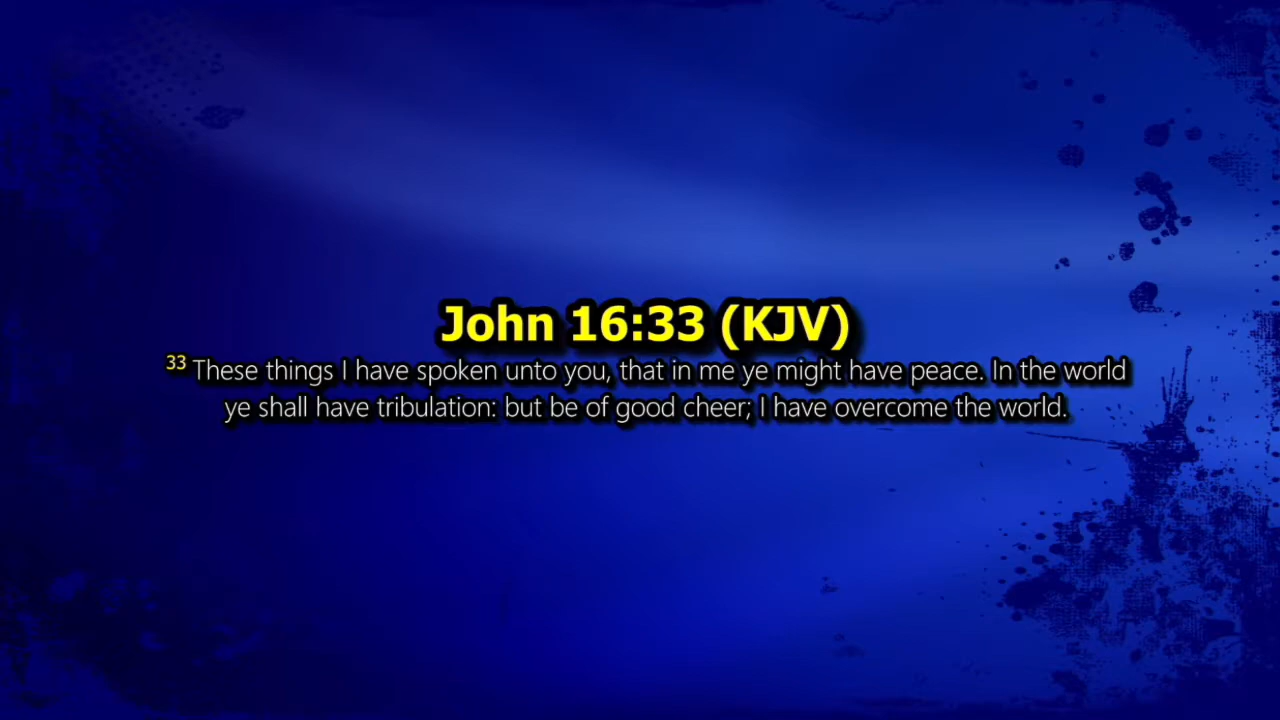 John 16:33 (KJV)
33 These things I have spoken unto you, that in me ye might have peace. In the world
ye shall have tribulation: but be of good cheer; I have overcome the world.